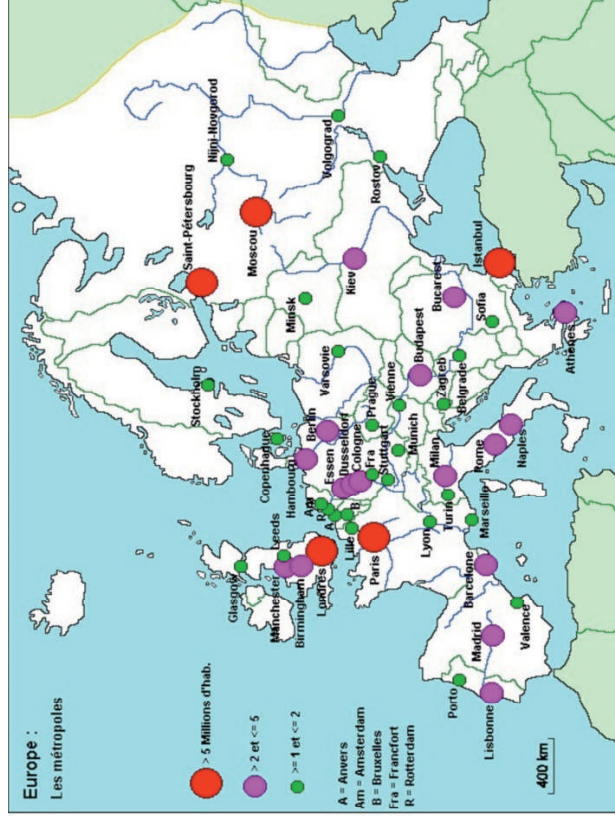 Europe :
Les métropoles
> 5 Millions d'hab.
> 2 et <= 5
>= 1 et <= 2
A = Anvers
Am = Amsterdam
B = Bruxelles
Fra = Francfort
R = Rotterdam
400 km
Glasgow
Leeds
Manchester
Birmingham
Londres
Stockholm
Copenhague
Hambourg
Berlin
Am
R
A
B
Essen
Dusseldorf
Cologne
Fra
Stuttgart
Lille
Paris
Lyon
Marseille
Turin
Milan
Munich
Prague
Vienne
Varsovie
Minsk
Saint-Pétersbourg
Moscou
Nijni-Novgorod
Volgograd
Rostov
Kiev
Budapest
Zagreb
Belgrade
Bucarest
Sofia
Istanbul
Athènes
Rome
Naples
Barcelone
Madrid
Valence
Porto
Lisbonne